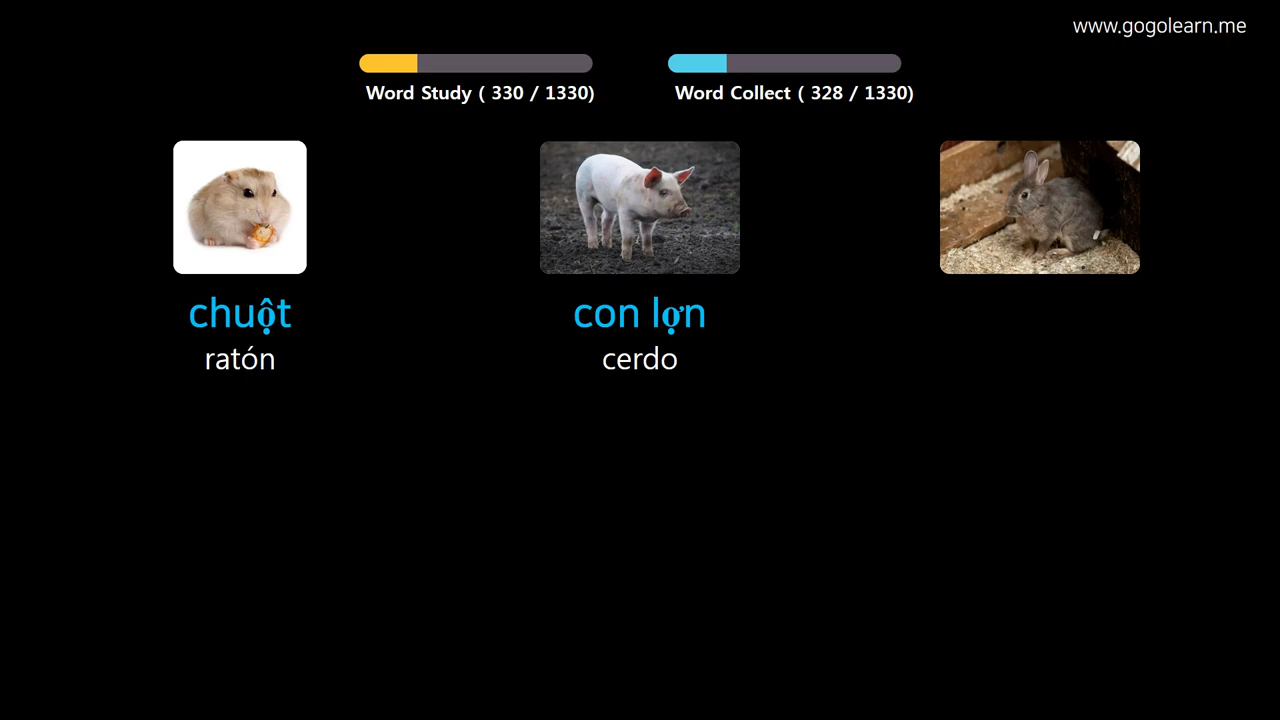 www.gogolearn.me
Word Study ( 330 / 1330)
Word Collect ( 328 / 1330)
chuột
con lợn
ratón
cerdo